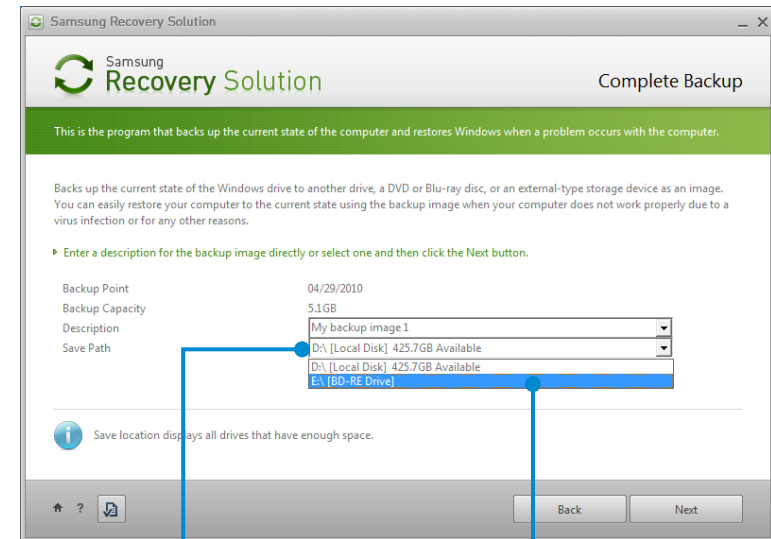 Samsung Recovery Solution
Samsung
Recovery Solution
Complete Backup
This is the program that backs up the current state of the computer and restores Windows when a problem occurs with the computer.
Backs up the current state of the Windows drive to another drive, a DVD or Blu-ray disc, or an external-type storage device as an image.
You can easily restore your computer to the current state using the backup image when your computer does not work properly due to a
virus infection or for any other reasons.
Enter a description for the backup image directly or select one and then click the Next button.
Backup Point 04/29/2010
Backup Capacity 5.1GB
Description My backup image 1
Save Path D:\ [Local Disk] 425.7GB Available
D:\ [Local Disk] 425.7GB Available
E:\ [BD-RE Drive]
Save location displays all drives that have enough space.
? Back Next